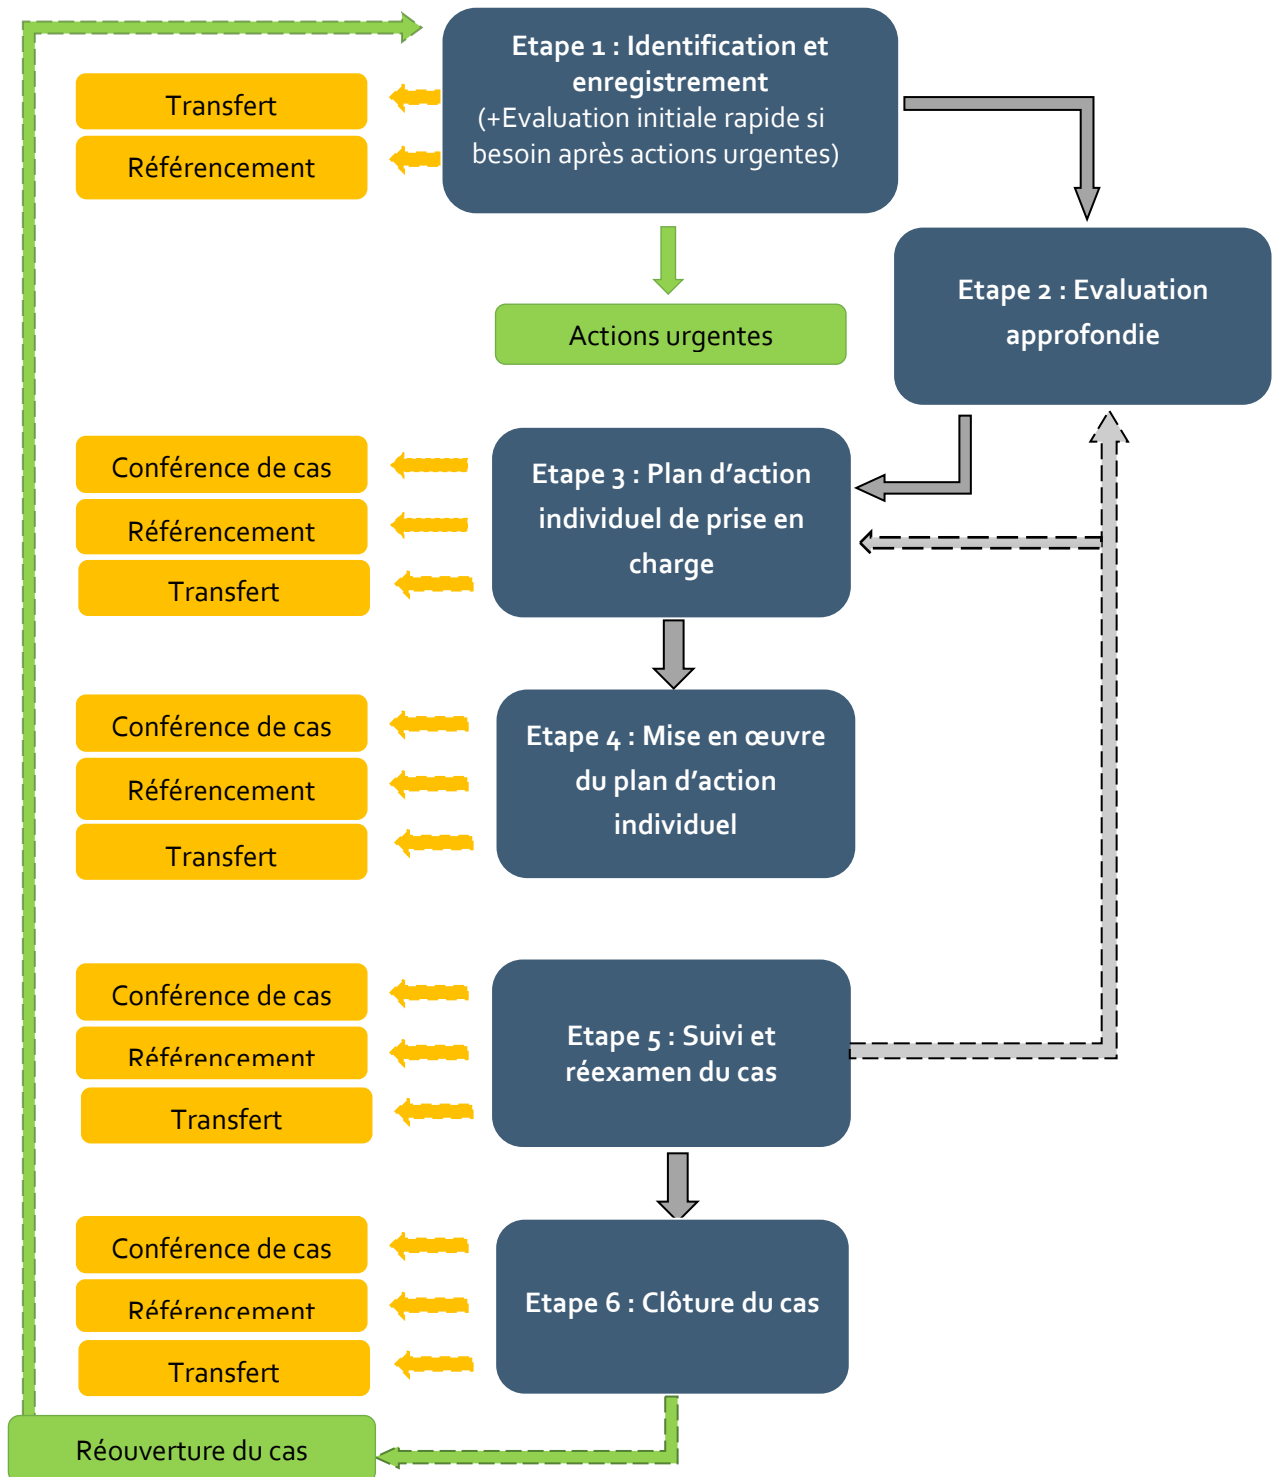 Etape 1 : Identification et
enregistrement
(+Evaluation initiale rapide si
besoin après actions urgentes)
Transfert
Référencement
Etape 2 : Evaluation
approfondie
Actions urgentes
Conférence de cas
Référencement
Transfert
Etape 3 : Plan d’action
individuel de prise en
charge
Conférence de cas
Référencement
Transfert
Etape 4 : Mise en œuvre
du plan d’action
individuel
Conférence de cas
Référencement
Transfert
Etape 5 : Suivi et
réexamen du cas
Conférence de cas
Référencement
Transfert
Etape 6 : Clôture du cas
Réouverture du cas